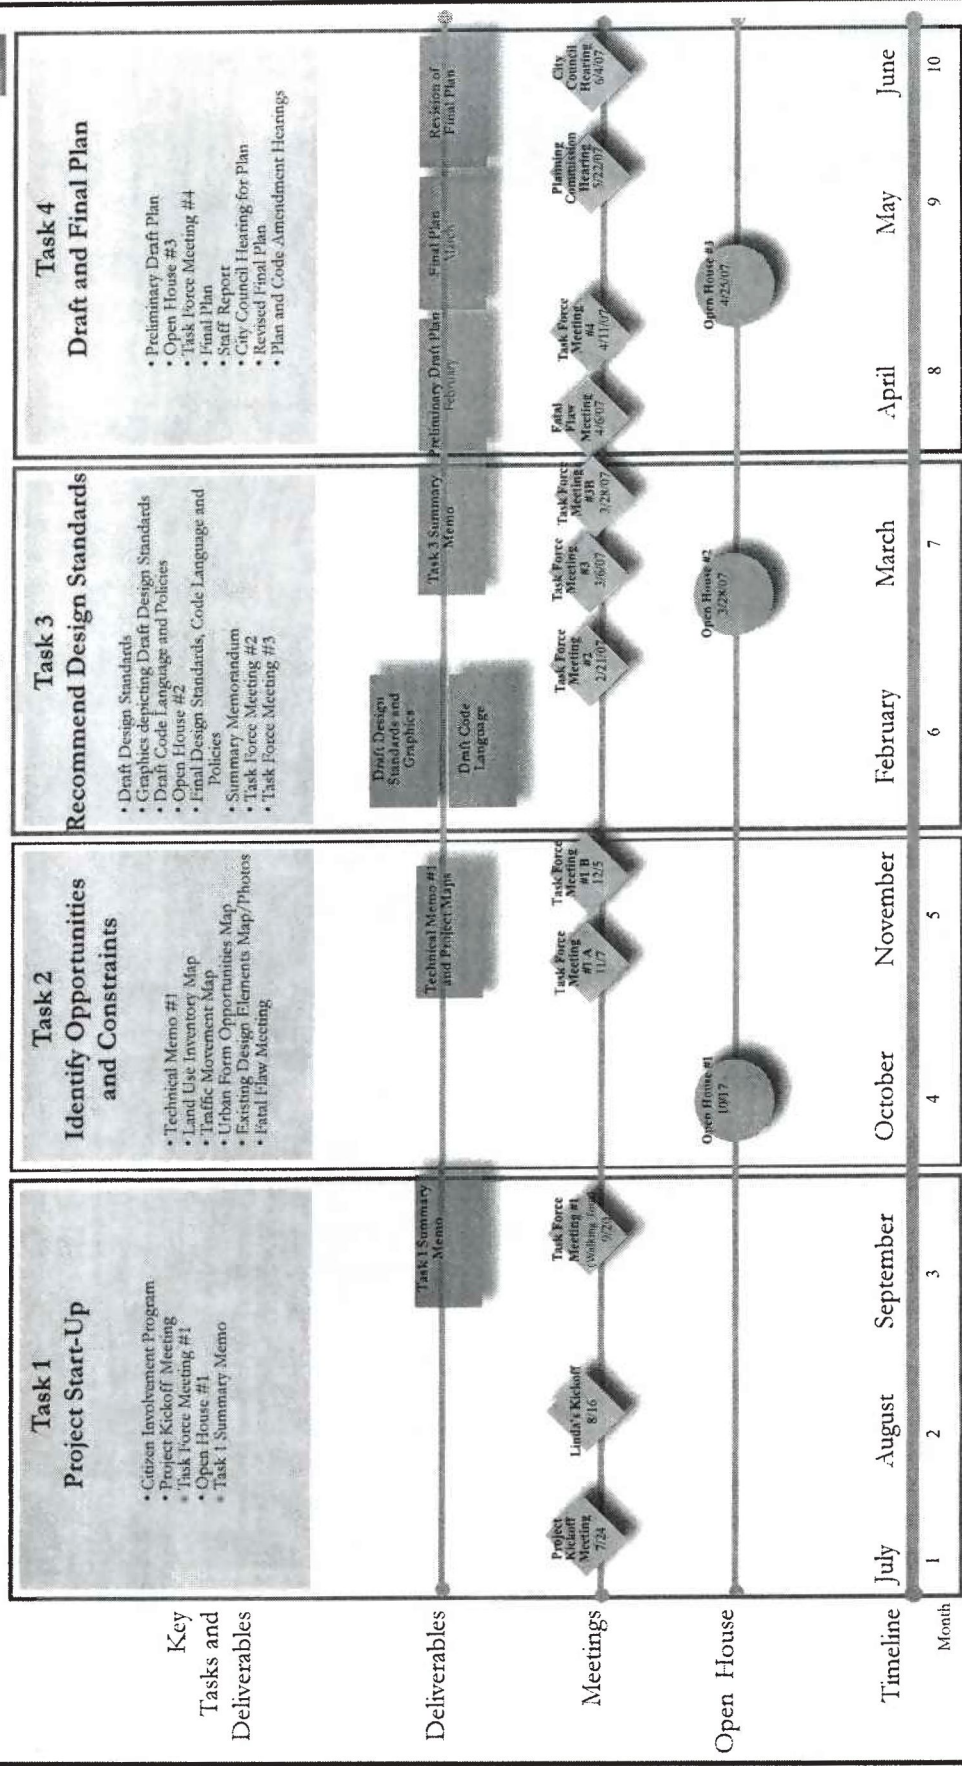 Key
Tasks and
Deliverables
Task 1
Project Start-Up
• Citizen Involvement Program
• Project Kickoff Meeting
• Task Force Meeting #1
• Open House #1
• Task 1 Summary Memo
Task 2
Identify Opportunities
and Constraints
• Technical Memo #1
• Land Use Inventory Map
• Traffic Movement Map
• Urban Form Opportunities Map
• Existing Design Elements Map/Photos
• Fatal Flaw Meeting
Task 3
Recommend Design Standards
• Draft Design Standards
• Graphics depicting Draft Design Standards
• Draft Code Language and Policies
• Open House #2
• Final Design Standards, Code Language and
Policies
• Summary Memorandum
• Task Force Meeting #2
• Task Force Meeting #3
Task 4
Draft and Final Plan
• Preliminary Draft Plan
• Open House #3
• Task Force Meeting #4
• Final Plan
• Staff Report
• City Council Hearing for Plan
• Revised Final Plan
• Plan and Code Amendment Hearings
Deliverables
Task 1 Summary
Memo
Technical Memo #1
and Project Maps
Draft Design
Standards and
Graphics
Draft Code
Language
Task 3 Summary
Memo
Preliminary Draft Plan
February
Final Plan
March
Revision of
Final Plan
Meetings
Project
Kickoff
Meeting
7/24
Linda's Kickoff
8/16
Task Force
Meeting #1
(Walking Tour)
9/20
Task Force
Meeting
#1 A
11/7
Task Force
Meeting
#1 B
12/5
Task Force
Meeting
#2
2/21/07
Task Force
Meeting
#3
3/6/07
Task Force
Meeting
#3B
3/28/07
Fatal
Flaw
Meeting
4/6/07
Task Force
Meeting
#4
4/11/07
Planning
Commission
Hearing
5/22/07
City
Council
Hearing
6/4/07
Open House
Open House #1
10/17
Open House #2
3/28/07
Open House #3
4/25/07
Timeline
July
August
September
October
November
February
March
April
May
June
Month
1
2
3
4
5
6
7
8
9
10